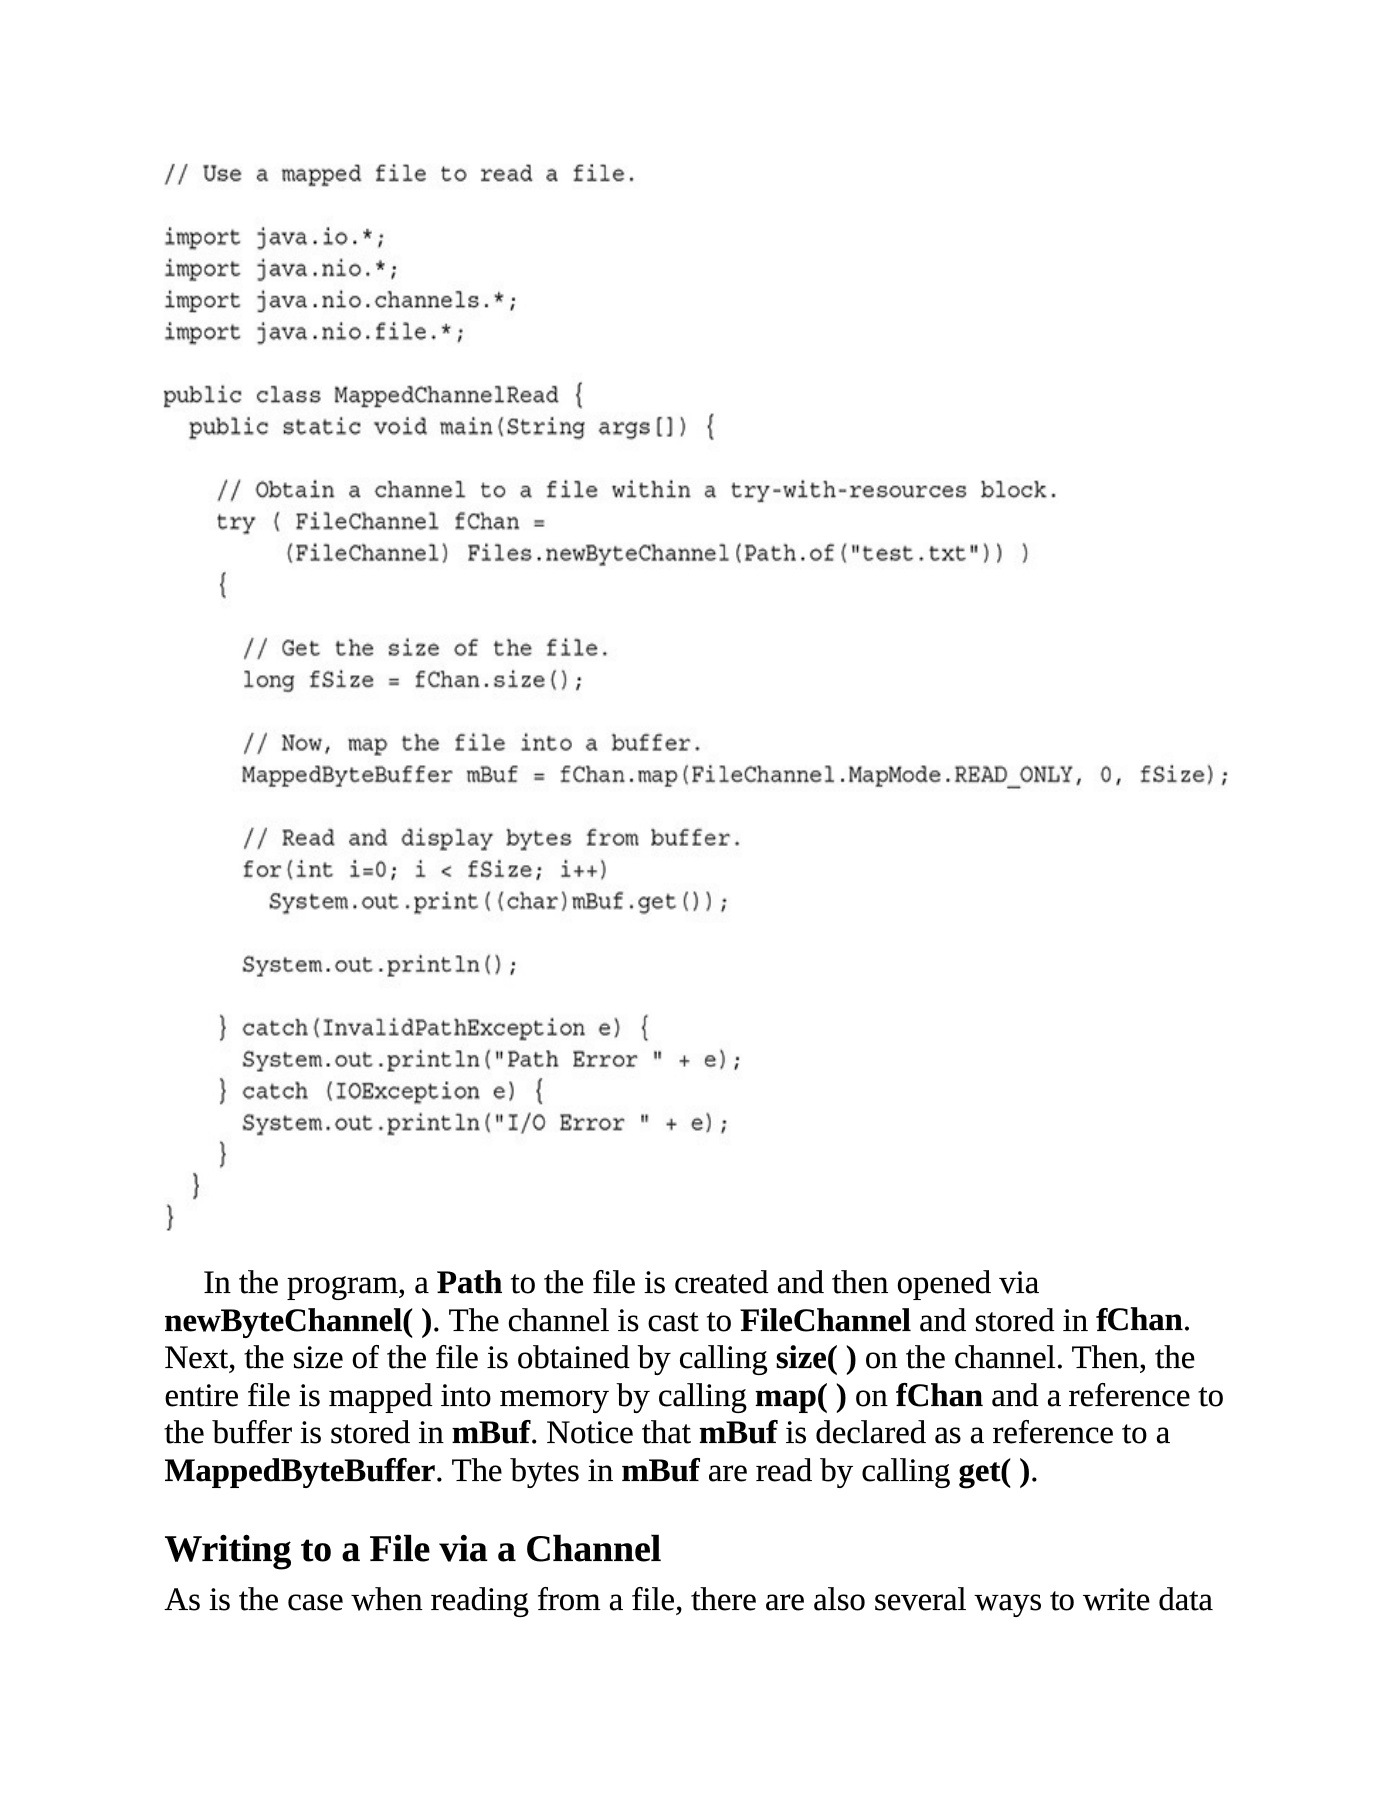 // Use a mapped file to read a file.

import java.io.*;
import java.nio.*;
import java.nio.channels.*;
import java.nio.file.*;

public class MappedChannelRead {
  public static void main(String args[]) {

    // Obtain a channel to a file within a try-with-resources block.
    try ( FileChannel fChan =
         (FileChannel) Files.newByteChannel(Path.of("test.txt")) )
    {

      // Get the size of the file.
      long fSize = fChan.size();

      // Now, map the file into a buffer.
      MappedByteBuffer mBuf = fChan.map(FileChannel.MapMode.READ_ONLY, 0, fSize);

      // Read and display bytes from buffer.
      for(int i=0; i < fSize; i++)
        System.out.print((char)mBuf.get());

      System.out.println();

    } catch(InvalidPathException e) {
      System.out.println("Path Error " + e);
    } catch (IOException e) {
      System.out.println("I/O Error " + e);
    }
  }
}

In the program, a Path to the file is created and then opened via
newByteChannel( ). The channel is cast to FileChannel and stored in fChan.
Next, the size of the file is obtained by calling size( ) on the channel. Then, the
entire file is mapped into memory by calling map( ) on fChan and a reference to
the buffer is stored in mBuf. Notice that mBuf is declared as a reference to a
MappedByteBuffer. The bytes in mBuf are read by calling get( ).

Writing to a File via a Channel
As is the case when reading from a file, there are also several ways to write data